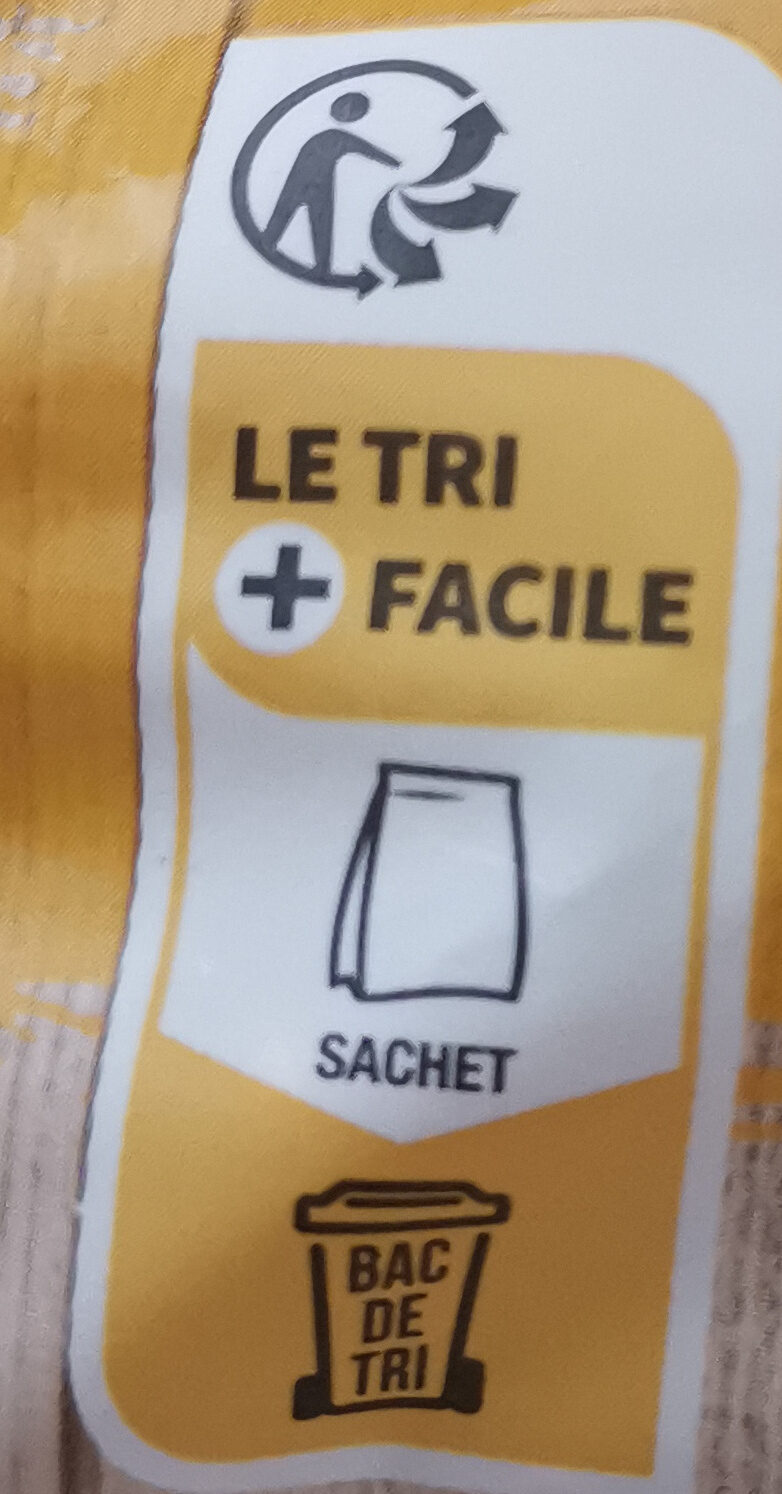 LE TRI
+ FACILE
SACHET
BAC
DE
TRI